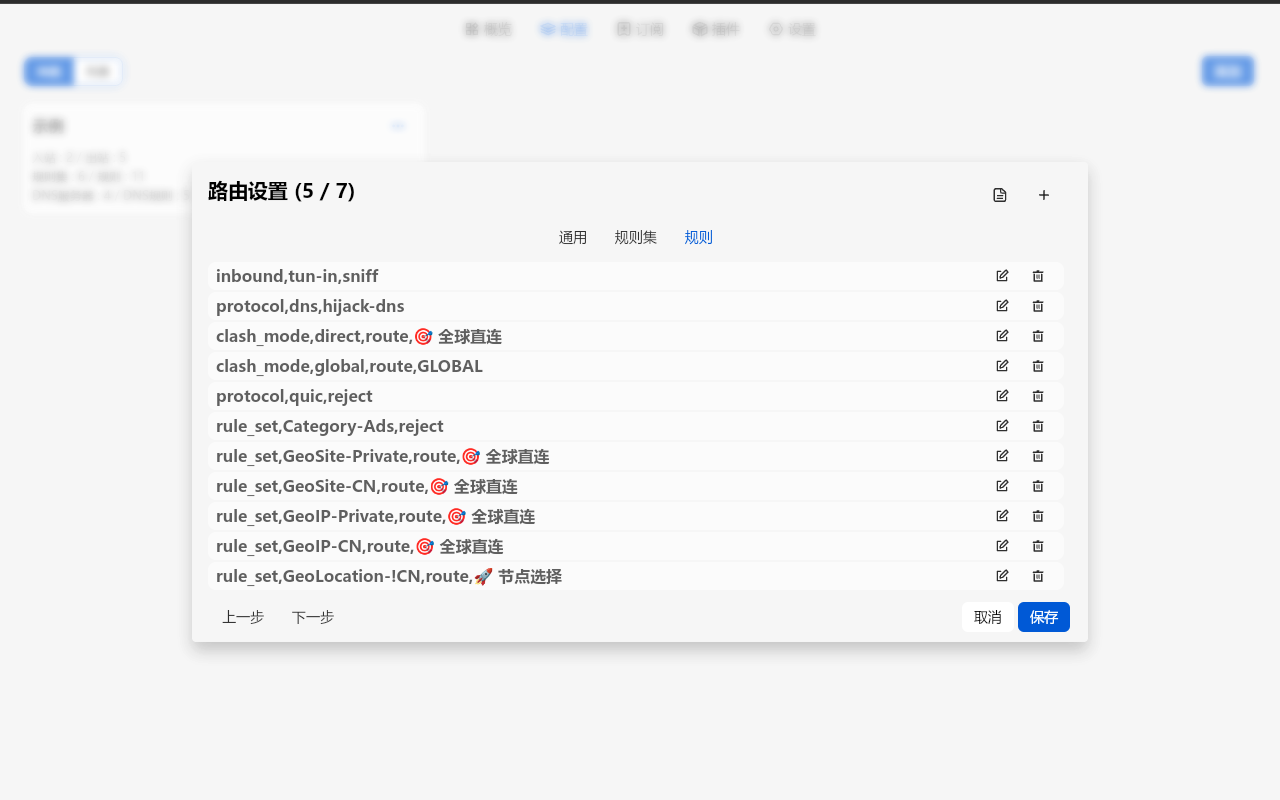 路由设置 (5 / 7)
通用 规则集 规则
inbound,tun-in,sniff
protocol,dns,hijack-dns
clash_mode,direct,route,🎯 全球直连
clash_mode,global,route,GLOBAL
protocol,quic,reject
rule_set,Category-Ads,reject
rule_set,GeoSite-Private,route,🎯 全球直连
rule_set,GeoSite-CN,route,🎯 全球直连
rule_set,GeoIP-Private,route,🎯 全球直连
rule_set,GeoIP-CN,route,🎯 全球直连
rule_set,GeoLocation-!CN,route,🚀 节点选择
上一步 下一步 取消 保存